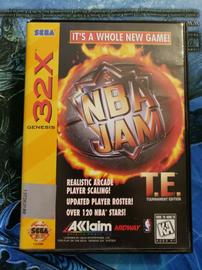 SEGA
IT'S A WHOLE NEW GAME!
GENESIS
32X
NBA
JAM
T.E.
TOURNAMENT EDITION
REALISTIC ARCADE
PLAYER SCALING!
UPDATED PLAYER ROSTER!
OVER 120 NBA STARS!
SEGA
AKlaim
MIDWAY
K-A